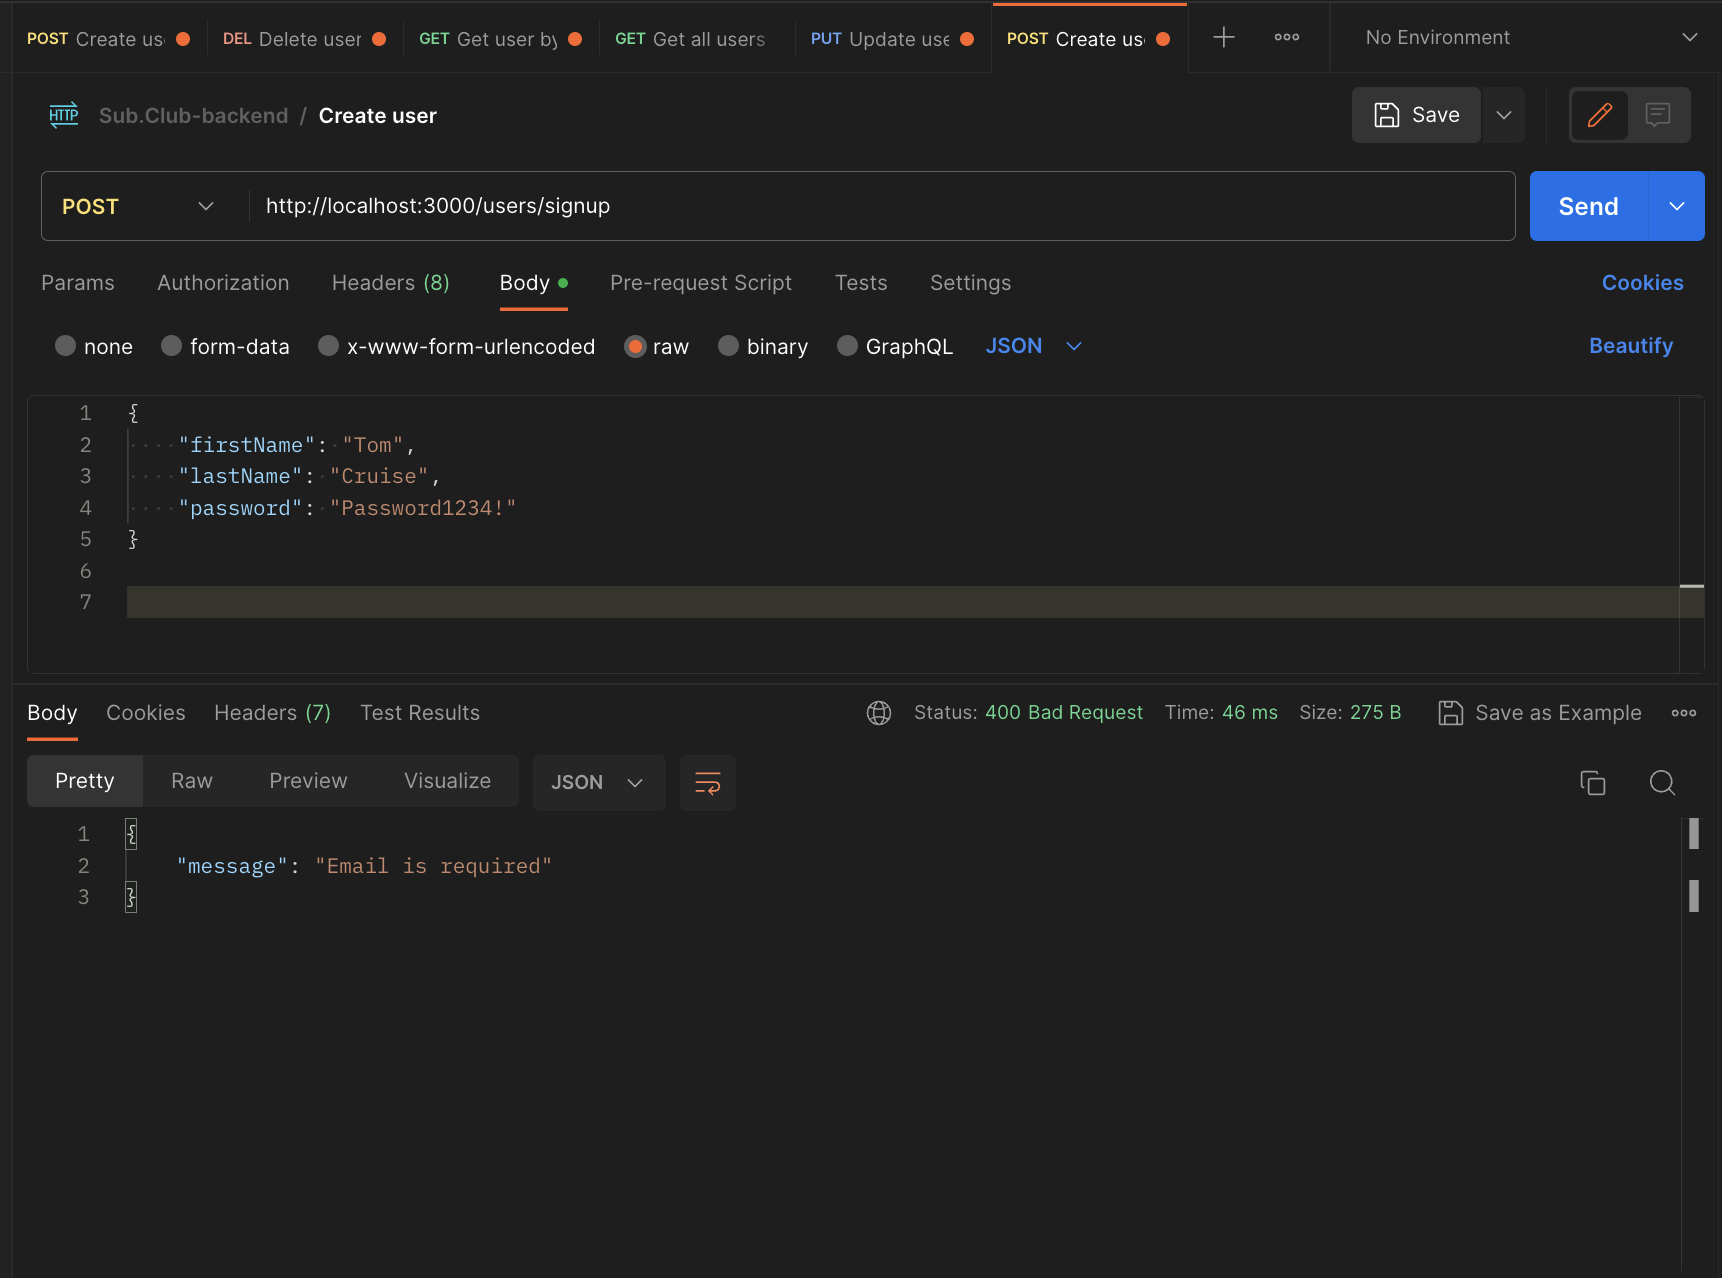 POST Create us DEL Delete user GET Get user by GET Get all users PUT Update use POST Create us No Environment
HTTP Sub.Club-backend / Create user Save
POST http://localhost:3000/users/signup Send
Params Authorization Headers (8) Body Pre-request Script Tests Settings Cookies
none form-data x-www-form-urlencoded raw binary GraphQL JSON Beautify
1 {
2 "firstName": "Tom",
3 "lastName": "Cruise",
4 "password": "Password1234!"
5 }
6
7
Body Cookies Headers (7) Test Results Status: 400 Bad Request Time: 46 ms Size: 275 B Save as Example
Pretty Raw Preview Visualize JSON
1 {
2 "message": "Email is required"
3 }